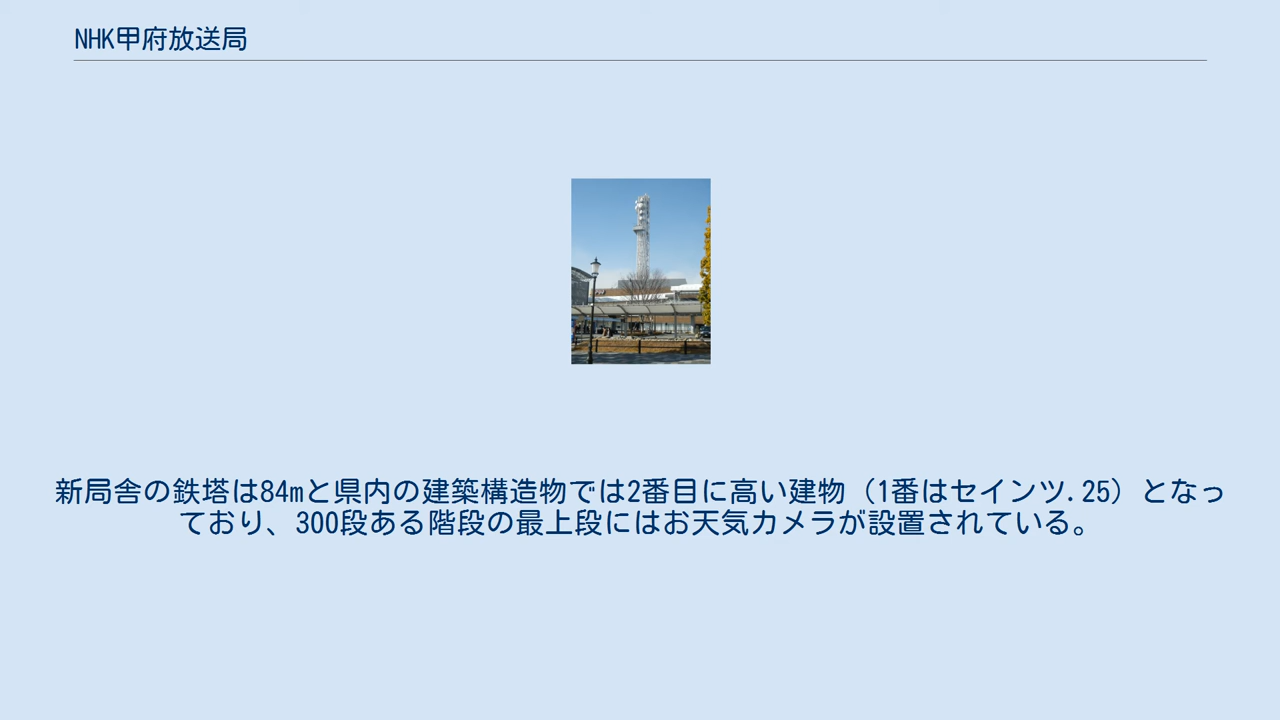 NHK甲府放送局
新局舎の鉄塔は84mと県内の建築構造物では2番目に高い建物（1番はセインツ.25）となっ
ており、300段ある階段の最上段にはお天気カメラが設置されている。